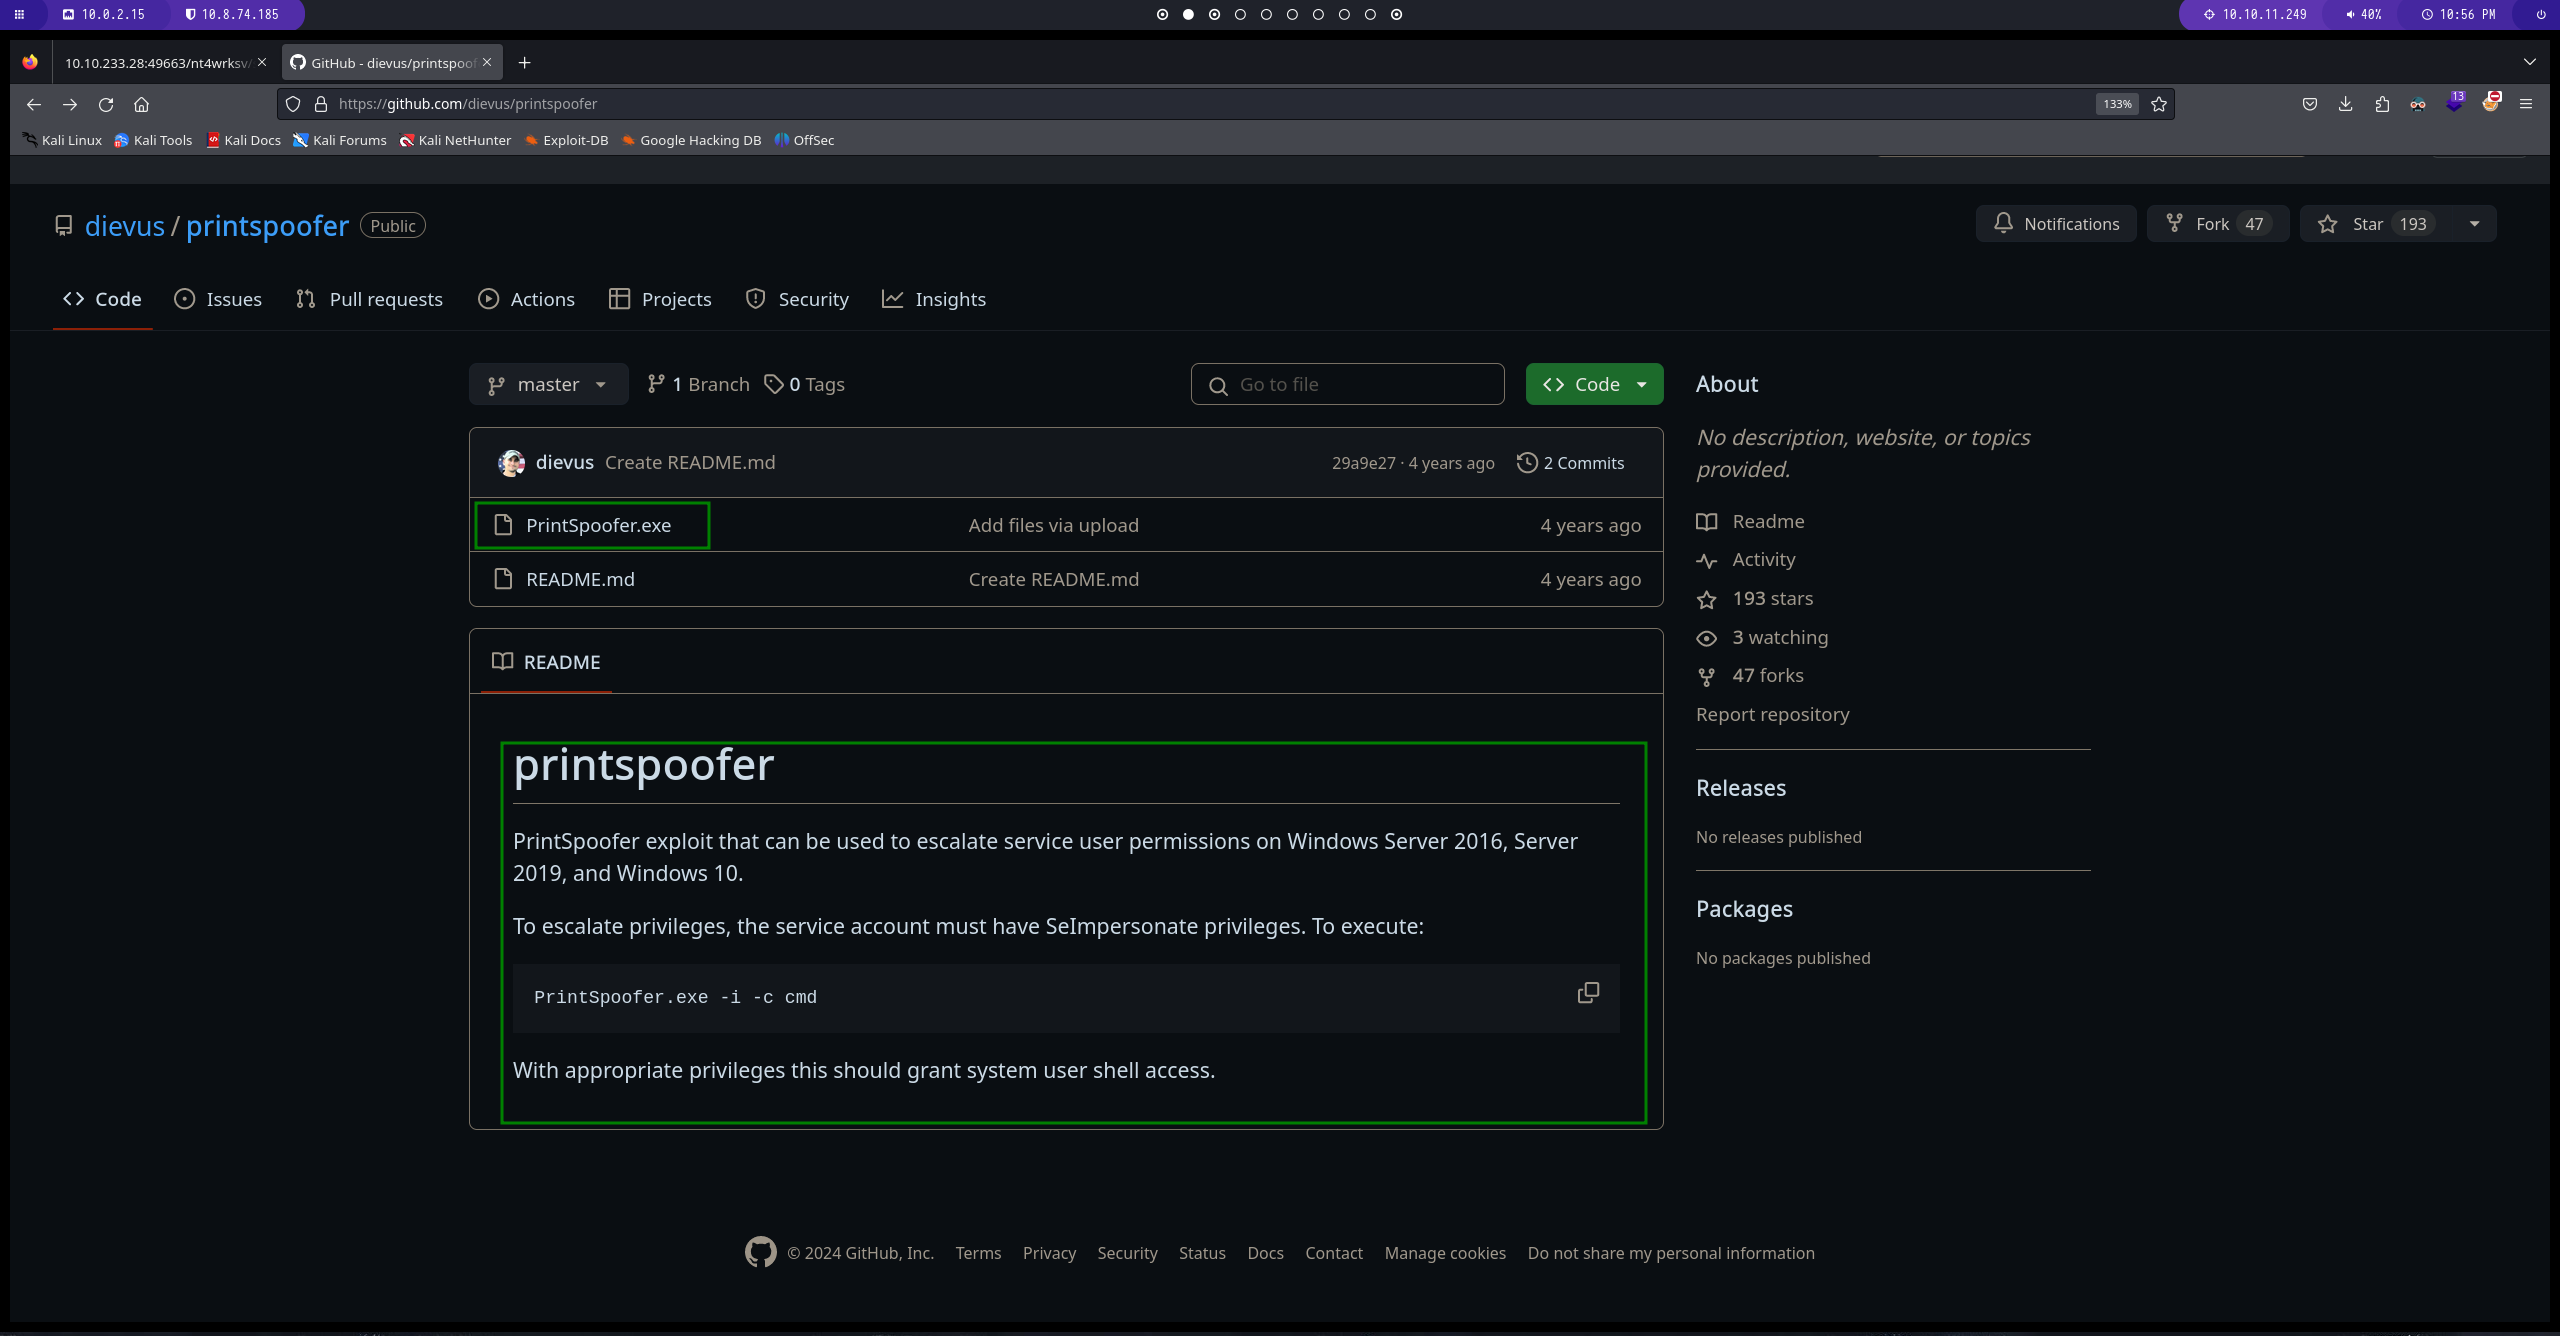 10.0.2.15 10.8.74.185 10.10.11.249 40% 10:56 PM
10.10.233.28:49663/nt4wrksv/ GitHub - dievus/printspoof
https://github.com/dievus/printspoofer 133% 13
Kali Linux Kali Tools Kali Docs Kali Forums Kali NetHunter Exploit-DB Google Hacking DB OffSec
dievus / printspoofer Public Notifications Fork 47 Star 193
Code Issues Pull requests Actions Projects Security Insights
master 1 Branch 0 Tags Go to file Code
dievus Create README.md 29a9e27 · 4 years ago 2 Commits
PrintSpoofer.exe Add files via upload 4 years ago
README.md Create README.md 4 years ago
README
printspoofer
PrintSpoofer exploit that can be used to escalate service user permissions on Windows Server 2016, Server
2019, and Windows 10.
To escalate privileges, the service account must have SeImpersonate privileges. To execute:
PrintSpoofer.exe -i -c cmd
With appropriate privileges this should grant system user shell access.
About
No description, website, or topics
provided.
Readme
Activity
193 stars
3 watching
47 forks
Report repository
Releases
No releases published
Packages
No packages published
© 2024 GitHub, Inc. Terms Privacy Security Status Docs Contact Manage cookies Do not share my personal information